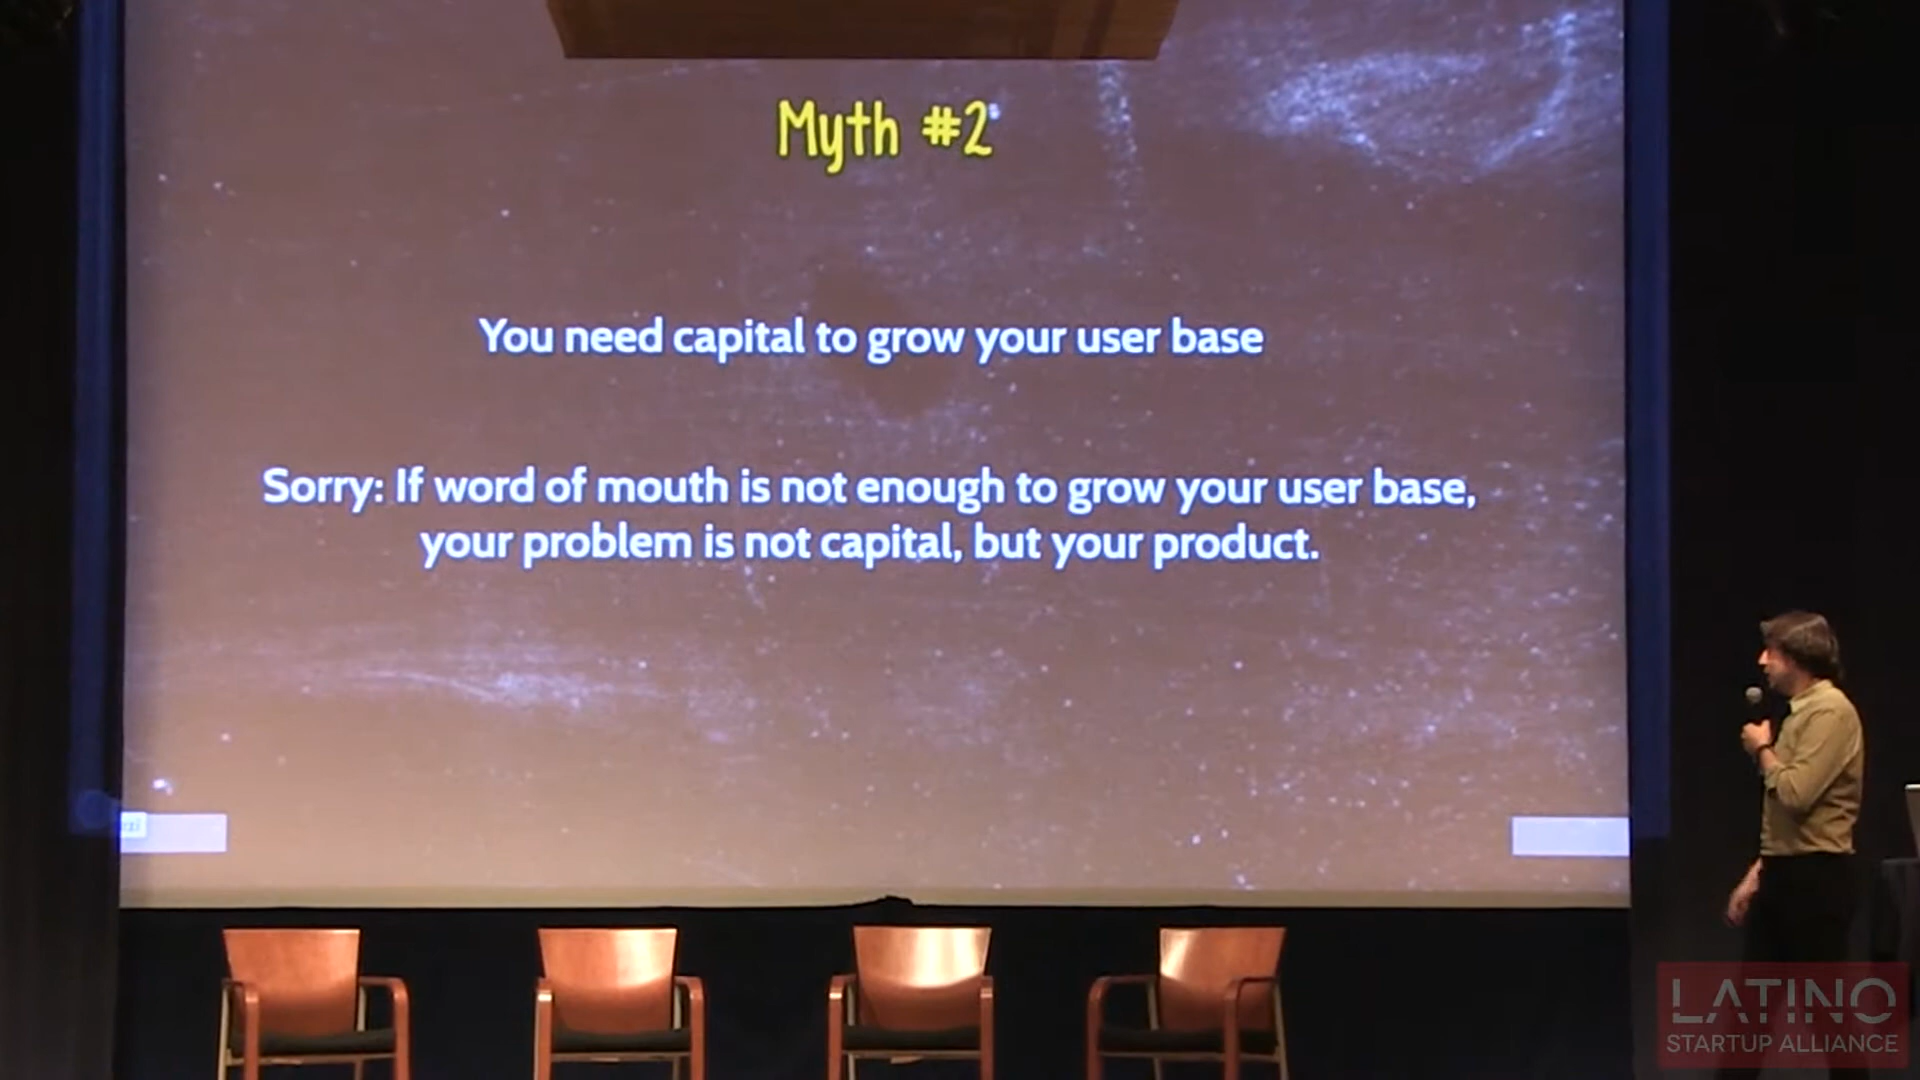 Myth #2
You need capital to grow your user base
Sorry: If word of mouth is not enough to grow your user base,
your problem is not capital, but your product.
LATINO
STARTUP ALLIANCE